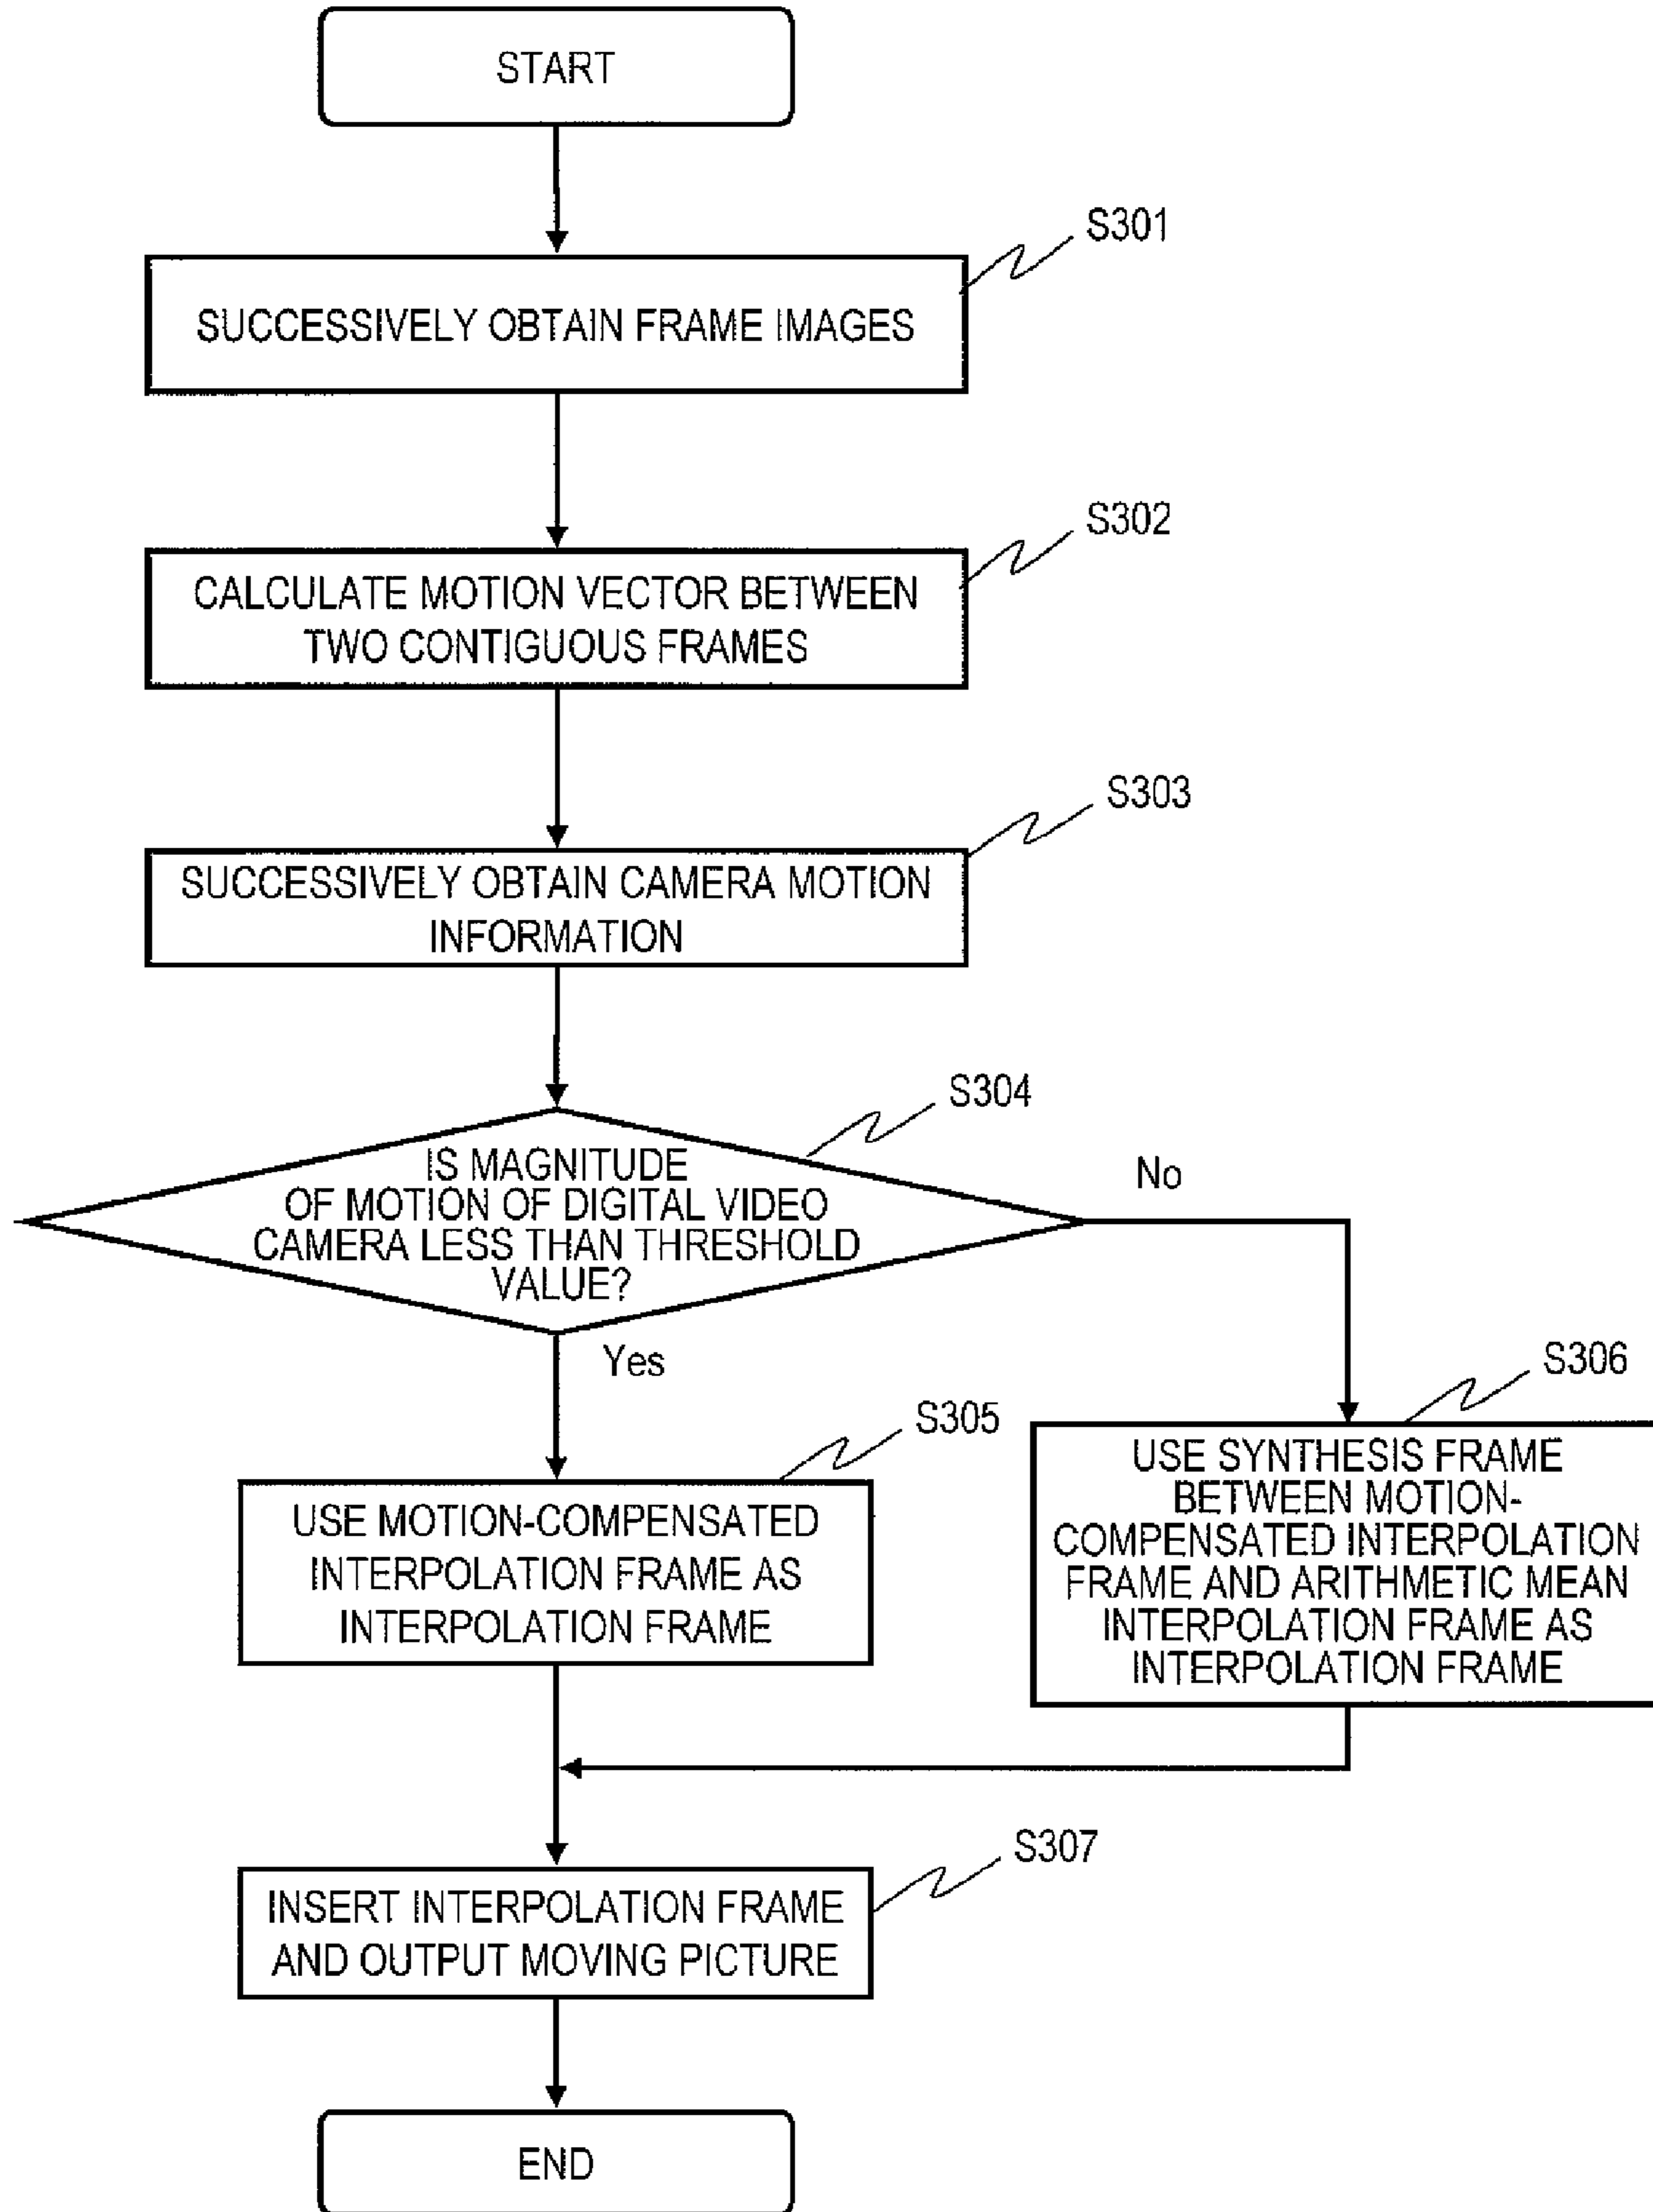 START
S301
SUCCESSIVELY OBTAIN FRAME IMAGES
S302
CALCULATE MOTION VECTOR BETWEEN
TWO CONTIGUOUS FRAMES
S303
SUCCESSIVELY OBTAIN CAMERA MOTION
INFORMATION
S304
IS MAGNITUDE
OF MOTION OF DIGITAL VIDEO
CAMERA LESS THAN THRESHOLD
VALUE?
No
Yes
S305
USE MOTION-COMPENSATED
INTERPOLATION FRAME AS
INTERPOLATION FRAME
S306
USE SYNTHESIS FRAME
BETWEEN MOTION-
COMPENSATED INTERPOLATION
FRAME AND ARITHMETIC MEAN
INTERPOLATION FRAME AS
INTERPOLATION FRAME
S307
INSERT INTERPOLATION FRAME
AND OUTPUT MOVING PICTURE
END